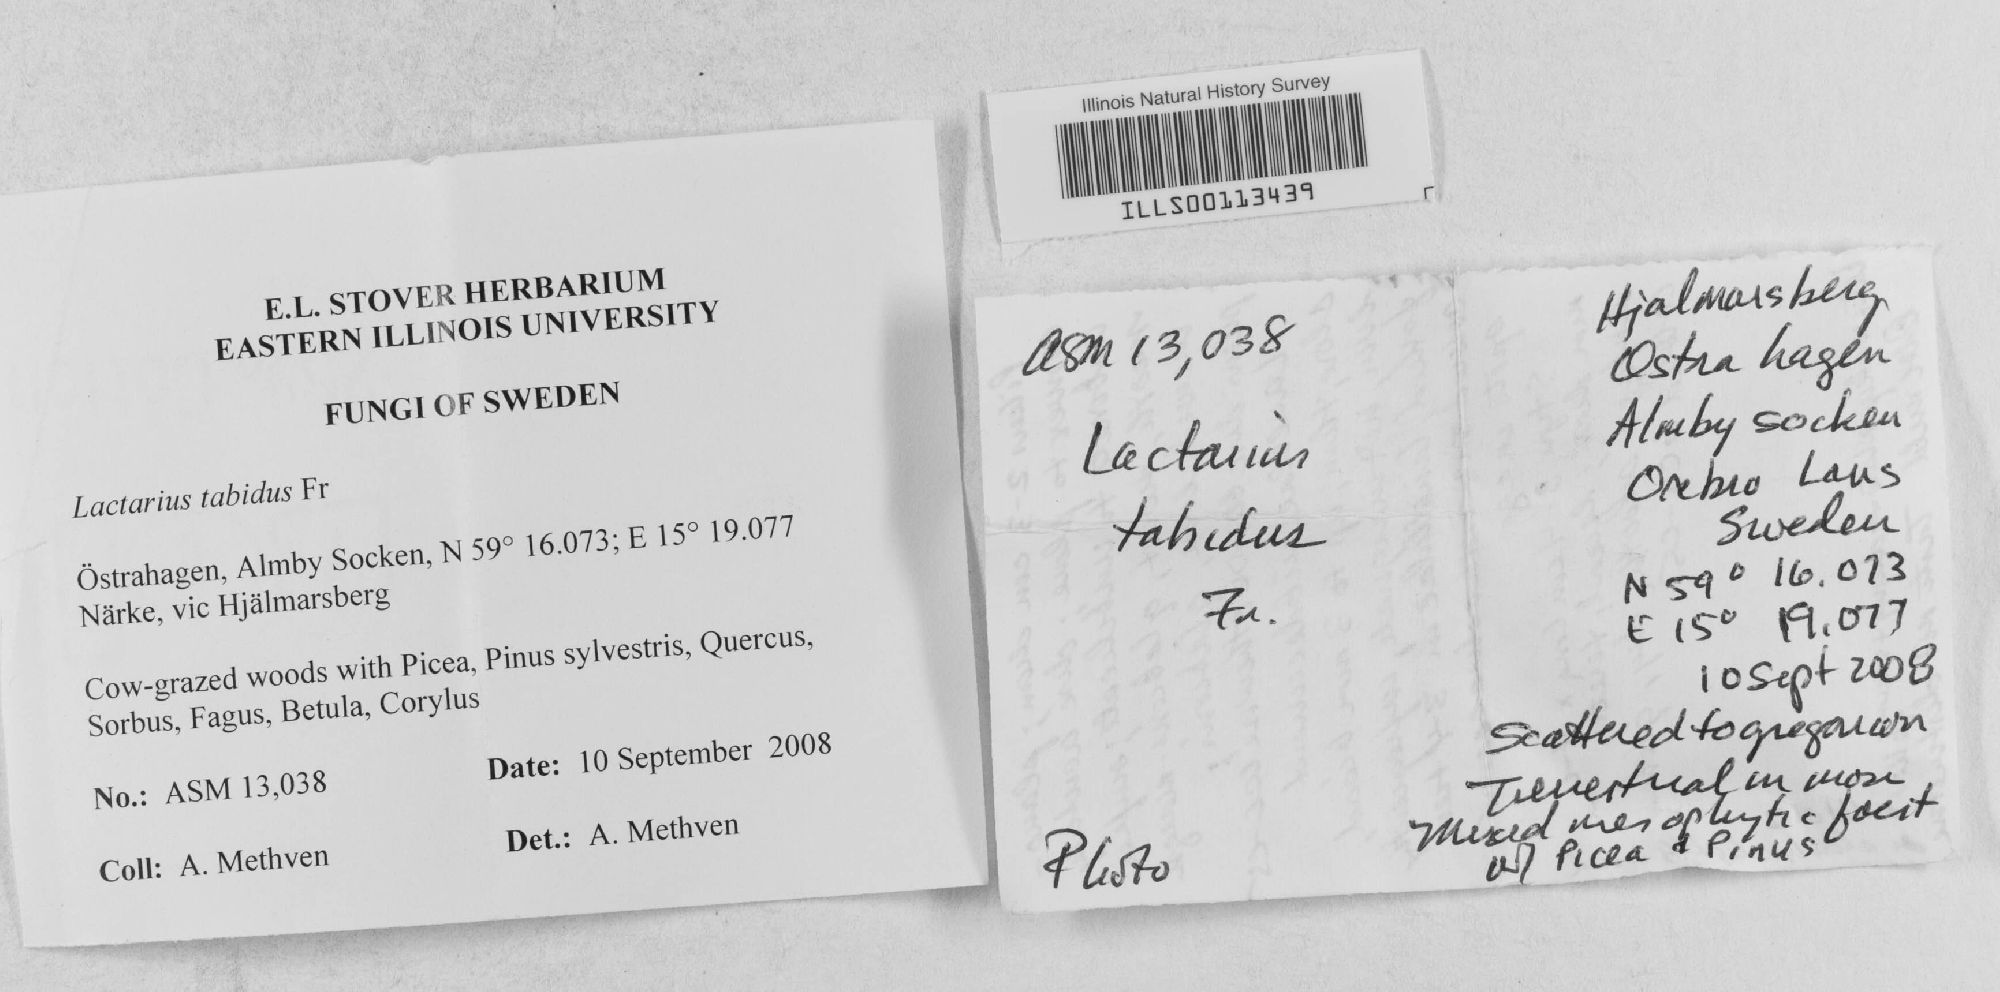 E.L. STOVER HERBARIUM
EASTERN ILLINOIS UNIVERSITY
FUNGI OF SWEDEN
Lactarius tabidus Fr
Östrahagen, Almby Socken, N 59° 16.073; E 15° 19.077
Närke, vic Hjälmarsberg
Cow-grazed woods with Picea, Pinus sylvestris, Quercus,
Sorbus, Fagus, Betula, Corylus
No.: ASM 13,038 Date: 10 September 2008
Coll: A. Methven Det.: A. Methven
Illinois Natural History Survey
ILLS00113439
ASM 13,038
Lactarius
tabidus
Fr.
Photo
Hjalmarsberg
Ostra hagen
Almby socken
Orebro Lans
Sweden
N 59° 16.073
E 15° 19.077
10 Sept 2008
Scattered to gregarious
Terrestrial in moss
Mixed mesophytic forest
w/ Picea & Pinus